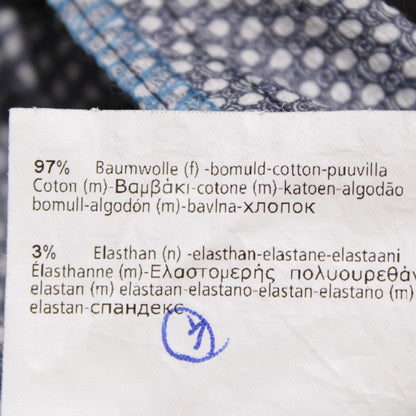 97% Baumwolle (f) -bomuld-cotton-puuvilla
Coton (m)-Βαμβάκι-cotone (m)-katoen-algodão
bomull-algodón (m)-bavlna-хлопок
3% Elasthan (n) -elasthan-elastane-elastaani
Élasthanne (m)-Ελαστομερής πολυουρεθάν
elastan (m) elastaan-elastano-elastan-elastano (m)
elastan-спандекс